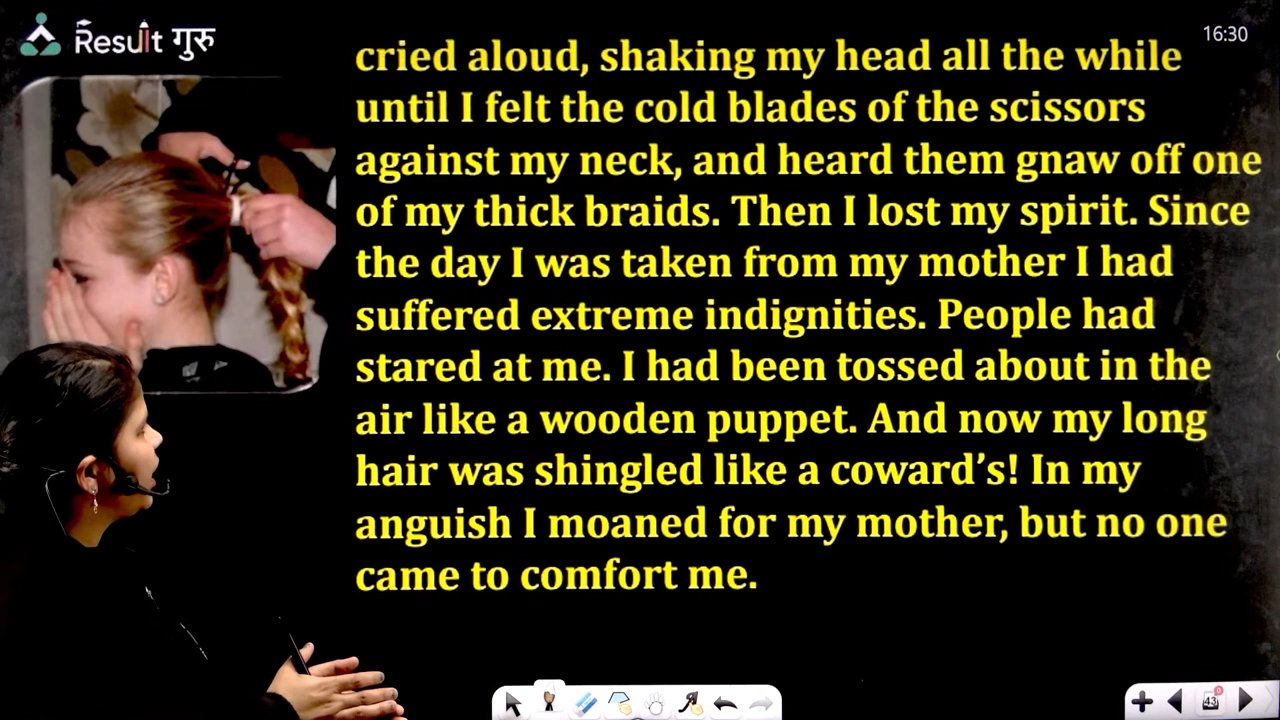 Result गुरु
16:30
cried aloud, shaking my head all the while
until I felt the cold blades of the scissors
against my neck, and heard them gnaw off one
of my thick braids. Then I lost my spirit. Since
the day I was taken from my mother I had
suffered extreme indignities. People had
stared at me. I had been tossed about in the
air like a wooden puppet. And now my long
hair was shingled like a coward’s! In my
anguish I moaned for my mother, but no one
came to comfort me.
43